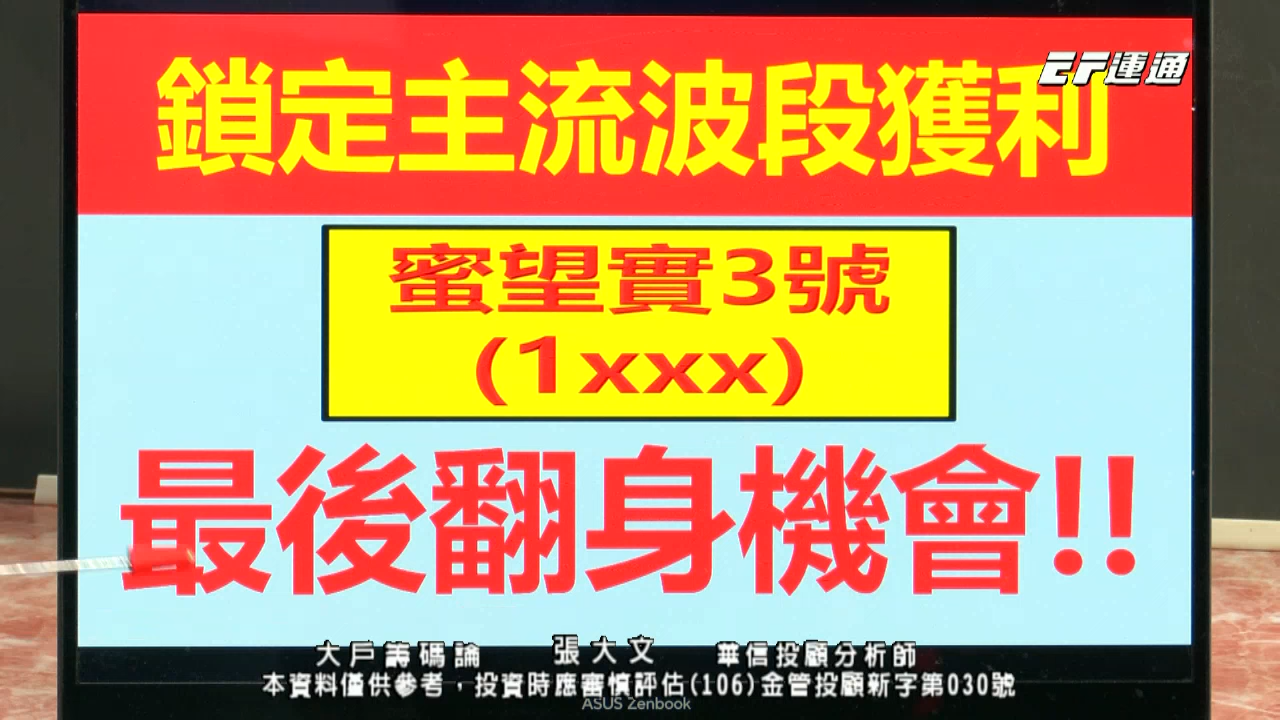 鎖定主流波段獲利
EF運通
蜜望實3號
(1xxx)
最後翻身機會!!
大戶籌碼論 張大文 華信投顧分析師
本資料僅供參考，投資時應審慎評估(106)金管投顧新字第030號
ASUS Zenbook